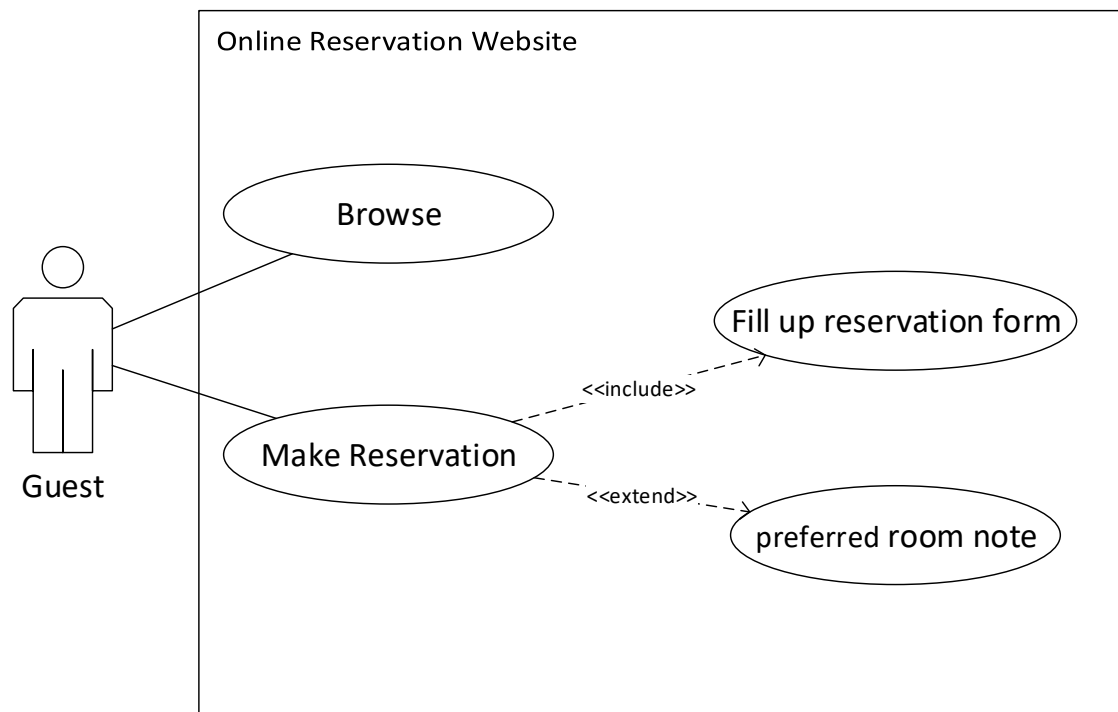 Online Reservation Website
Browse
Fill up reservation form
<<include>>
Make Reservation
Guest
<<extend>>
preferred room note